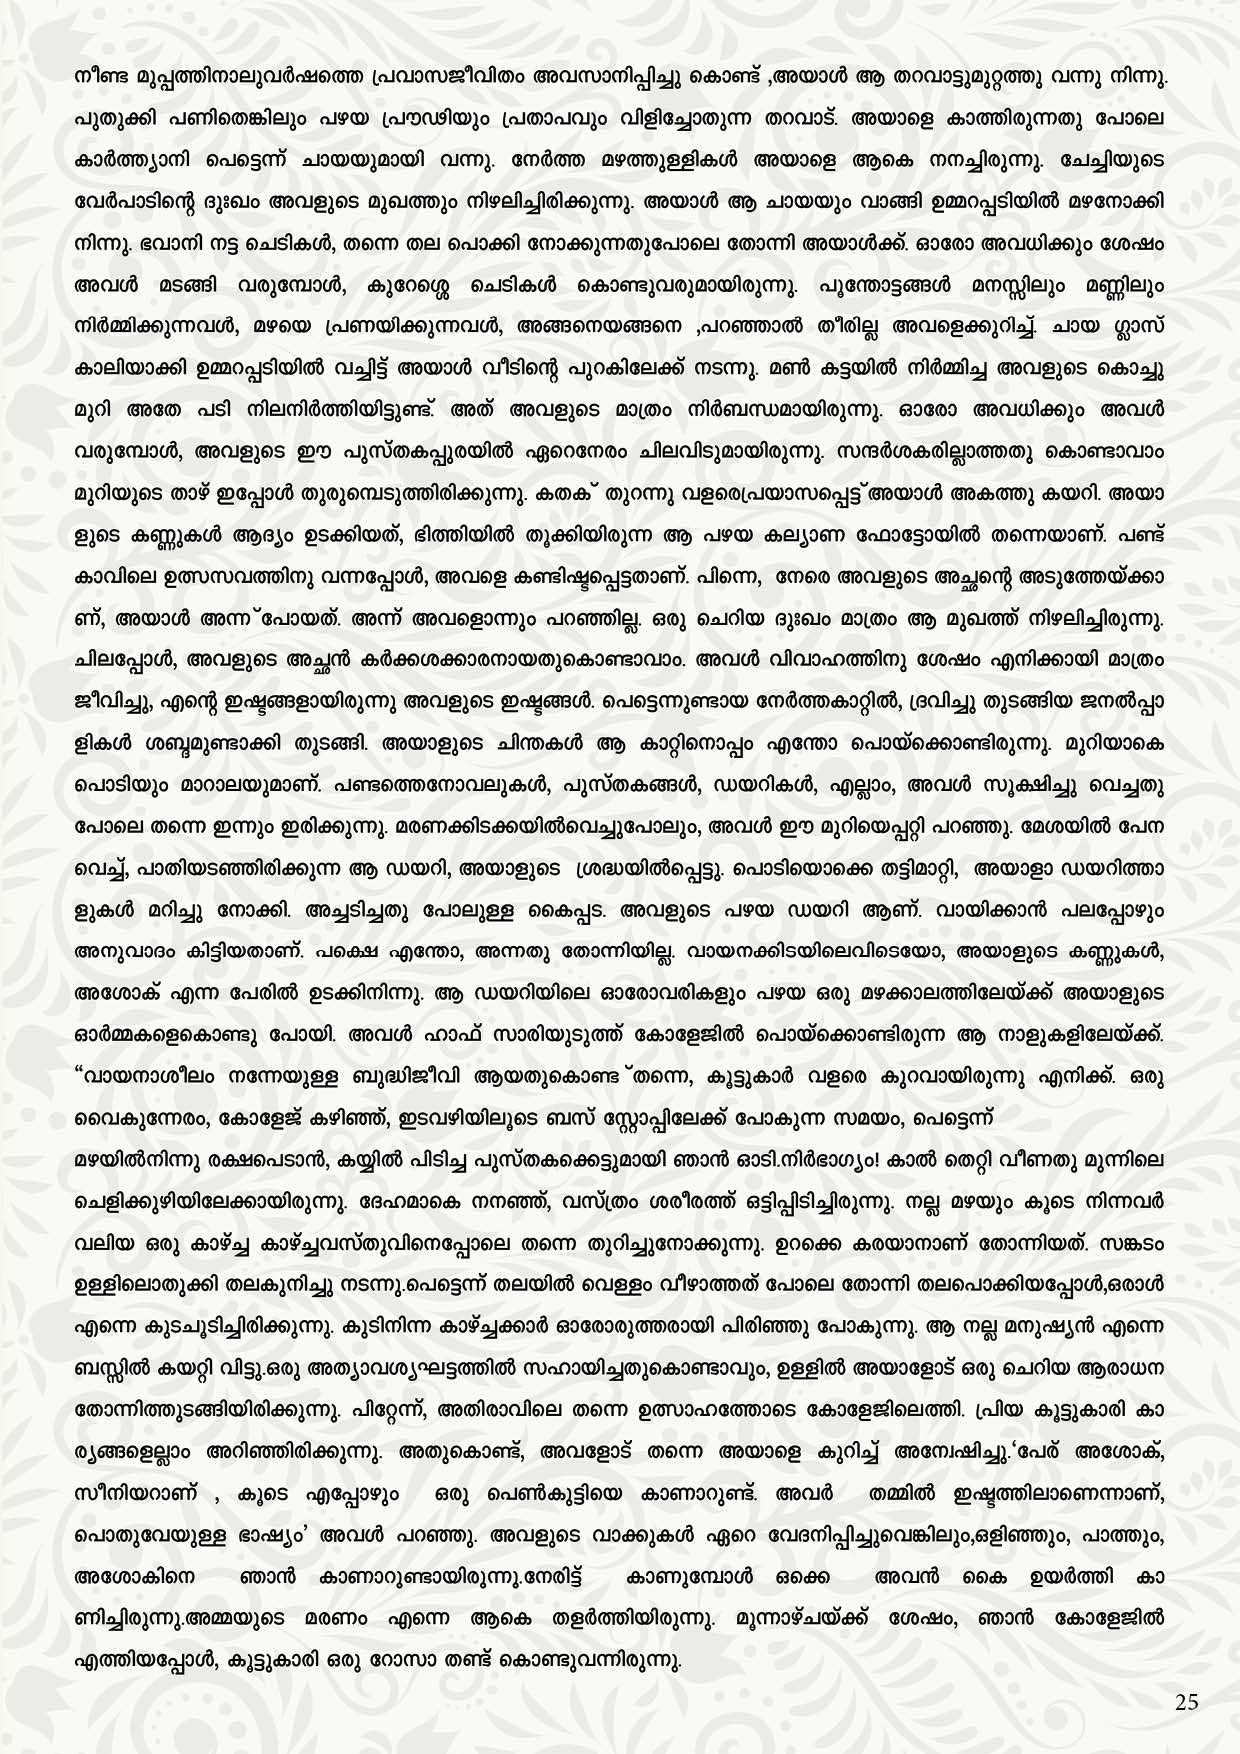 നീണ്ട മുപ്പത്തിനാലുവർഷത്തെ പ്രവാസജീവിതം അവസാനിപ്പിച്ചു കൊണ്ട് ,അയാൾ ആ തറവാട്ടുമുറ്റത്തു വന്നു നിന്നു.
പുതുക്കി പണിതെങ്കിലും പഴയ പ്രൗഢിയും പ്രതാപവും വിളിച്ചോതുന്ന തറവാട്. അയാളെ കാത്തിരുന്നതു പോലെ
കാർത്ത്യാനി പെട്ടെന്ന് ചായയുമായി വന്നു. നേർത്ത മഴത്തുള്ളികൾ അയാളെ ആകെ നനച്ചിരുന്നു. ചേച്ചിയുടെ
വേർപാടിന്റെ ദുഃഖം അവളുടെ മുഖത്തും നിഴലിച്ചിരിക്കുന്നു. അയാൾ ആ ചായയും വാങ്ങി ഉമ്മറപ്പടിയിൽ മഴനോക്കി
നിന്നു. ഭവാനി നട്ട ചെടികൾ, തന്നെ തല പൊക്കി നോക്കുന്നതുപോലെ തോന്നി അയാൾക്ക്. ഓരോ അവധിക്കും ശേഷം
അവൾ മടങ്ങി വരുമ്പോൾ, കുറേശ്ശെ ചെടികൾ കൊണ്ടുവരുമായിരുന്നു. പൂന്തോട്ടങ്ങൾ മനസ്സിലും മണ്ണിലും
നിർമ്മിക്കുന്നവൾ, മഴയെ പ്രണയിക്കുന്നവൾ, അങ്ങനെയങ്ങനെ ,പറഞ്ഞാൽ തീരില്ല അവളെക്കുറിച്ച്. ചായ ഗ്ലാസ്
കാലിയാക്കി ഉമ്മറപ്പടിയിൽ വച്ചിട്ട് അയാൾ വീടിന്റെ പുറകിലേക്ക് നടന്നു. മൺ കട്ടയിൽ നിർമ്മിച്ച അവളുടെ കൊച്ചു
മുറി അതേ പടി നിലനിർത്തിയിട്ടുണ്ട്. അത് അവളുടെ മാത്രം നിർബന്ധമായിരുന്നു. ഓരോ അവധിക്കും അവൾ
വരുമ്പോൾ, അവളുടെ ഈ പുസ്തകപ്പുരയിൽ ഏറെനേരം ചിലവിടുമായിരുന്നു. സന്ദർശകരില്ലാത്തതു കൊണ്ടാവാം
മുറിയുടെ താഴ് ഇപ്പോൾ തുരുമ്പെടുത്തിരിക്കുന്നു. കതക് തുറന്നു വളരെപ്രയാസപ്പെട്ട് അയാൾ അകത്തു കയറി. അയാ
ളുടെ കണ്ണുകൾ ആദ്യം ഉടക്കിയത്, ഭിത്തിയിൽ തൂക്കിയിരുന്ന ആ പഴയ കല്യാണ ഫോട്ടോയിൽ തന്നെയാണ്. പണ്ട്
കാവിലെ ഉത്സസവത്തിനു വന്നപ്പോൾ, അവളെ കണ്ടിഷ്ടപ്പെട്ടതാണ്. പിന്നെ, നേരെ അവളുടെ അച്ഛന്റെ അടുത്തേയ്ക്കാ
ണ്, അയാൾ അന്ന് പോയത്. അന്ന് അവളൊന്നും പറഞ്ഞില്ല. ഒരു ചെറിയ ദുഃഖം മാത്രം ആ മുഖത്ത് നിഴലിച്ചിരുന്നു.
ചിലപ്പോൾ, അവളുടെ അച്ഛൻ കർക്കശക്കാരനായതുകൊണ്ടാവാം. അവൾ വിവാഹത്തിനു ശേഷം എനിക്കായി മാത്രം
ജീവിച്ചു, എന്റെ ഇഷ്ടങ്ങളായിരുന്നു അവളുടെ ഇഷ്ടങ്ങൾ. പെട്ടെന്നുണ്ടായ നേർത്തകാറ്റിൽ, ദ്രവിച്ചു തുടങ്ങിയ ജനൽപ്പാ
ളികൾ ശബ്ദമുണ്ടാക്കി തുടങ്ങി. അയാളുടെ ചിന്തകൾ ആ കാറ്റിനൊപ്പം എന്തോ പൊയ്ക്കൊണ്ടിരുന്നു. മുറിയാകെ
പൊടിയും മാറാലയുമാണ്. പണ്ടത്തെനോവലുകൾ, പുസ്തകങ്ങൾ, ഡയറികൾ, എല്ലാം, അവൾ സൂക്ഷിച്ചു വെച്ചതു
പോലെ തന്നെ ഇന്നും ഇരിക്കുന്നു. മരണക്കിടക്കയിൽവെച്ചുപോലും, അവൾ ഈ മുറിയെപ്പറ്റി പറഞ്ഞു. മേശയിൽ പേന
വെച്ച്, പാതിയടഞ്ഞിരിക്കുന്ന ആ ഡയറി, അയാളുടെ ശ്രദ്ധയിൽപ്പെട്ടു. പൊടിയൊക്കെ തട്ടിമാറ്റി, അയാളാ ഡയറിത്താ
ളുകൾ മറിച്ചു നോക്കി. അച്ചടിച്ചതു പോലുള്ള കൈപ്പട. അവളുടെ പഴയ ഡയറി ആണ്. വായിക്കാൻ പലപ്പോഴും
അനുവാദം കിട്ടിയതാണ്. പക്ഷെ എന്തോ, അന്നതു തോന്നിയില്ല. വായനക്കിടയിലെവിടെയോ, അയാളുടെ കണ്ണുകൾ,
അശോക് എന്ന പേരിൽ ഉടക്കിനിന്നു. ആ ഡയറിയിലെ ഓരോവരികളും പഴയ ഒരു മഴക്കാലത്തിലേയ്ക്ക് അയാളുടെ
ഓർമ്മകളെകൊണ്ടു പോയി. അവൾ ഹാഫ് സാരിയുടുത്ത് കോളേജിൽ പൊയ്ക്കൊണ്ടിരുന്ന ആ നാളുകളിലേയ്ക്ക്.
“വായനാശീലം നന്നേയുള്ള ബുദ്ധിജീവി ആയതുകൊണ്ട് തന്നെ, കൂട്ടുകാർ വളരെ കുറവായിരുന്നു എനിക്ക്. ഒരു
വൈകുന്നേരം, കോളേജ് കഴിഞ്ഞ്, ഇടവഴിയിലൂടെ ബസ് സ്റ്റോപ്പിലേക്ക് പോകുന്ന സമയം, പെട്ടെന്ന്
മഴയിൽനിന്നു രക്ഷപെടാൻ, കയ്യിൽ പിടിച്ച പുസ്തകക്കെട്ടുമായി ഞാൻ ഓടി.നിർഭാഗ്യം! കാൽ തെറ്റി വീണതു മുന്നിലെ
ചെളിക്കുഴിയിലേക്കായിരുന്നു. ദേഹമാകെ നനഞ്ഞ്, വസ്ത്രം ശരീരത്ത് ഒട്ടിപ്പിടിച്ചിരുന്നു. നല്ല മഴയും കൂടെ നിന്നവർ
വലിയ ഒരു കാഴ്ച്ച കാഴ്ച്ചവസ്തുവിനെപ്പോലെ തന്നെ തുറിച്ചുനോക്കുന്നു. ഉറക്കെ കരയാനാണ് തോന്നിയത്. സങ്കടം
ഉള്ളിലൊതുക്കി തലകുനിച്ചു നടന്നു.പെട്ടെന്ന് തലയിൽ വെള്ളം വീഴാത്തത് പോലെ തോന്നി തലപൊക്കിയപ്പോൾ,ഒരാൾ
എന്നെ കുടചൂടിച്ചിരിക്കുന്നു. കൂടിനിന്ന കാഴ്ച്ചക്കാർ ഓരോരുത്തരായി പിരിഞ്ഞു പോകുന്നു. ആ നല്ല മനുഷ്യൻ എന്നെ
ബസ്സിൽ കയറ്റി വിട്ടു.ഒരു അത്യാവശ്യഘട്ടത്തിൽ സഹായിച്ചതുകൊണ്ടാവും, ഉള്ളിൽ അയാളോട് ഒരു ചെറിയ ആരാധന
തോന്നിത്തുടങ്ങിയിരിക്കുന്നു. പിറ്റേന്ന്, അതിരാവിലെ തന്നെ ഉത്സാഹത്തോടെ കോളേജിലെത്തി. പ്രിയ കൂട്ടുകാരി കാ
ര്യങ്ങളെല്ലാം അറിഞ്ഞിരിക്കുന്നു. അതുകൊണ്ട്, അവളോട് തന്നെ അയാളെ കുറിച്ച് അന്വേഷിച്ചു.‘പേര് അശോക്,
സീനിയറാണ് , കൂടെ എപ്പോഴും ഒരു പെൺകുട്ടിയെ കാണാറുണ്ട്. അവർ തമ്മിൽ ഇഷ്ടത്തിലാണെന്നാണ്,
പൊതുവേയുള്ള ഭാഷ്യം’ അവൾ പറഞ്ഞു. അവളുടെ വാക്കുകൾ ഏറെ വേദനിപ്പിച്ചുവെങ്കിലും,ഒളിഞ്ഞും, പാത്തും,
അശോകിനെ ഞാൻ കാണാറുണ്ടായിരുന്നു.നേരിട്ട് കാണുമ്പോൾ ഒക്കെ അവൻ കൈ ഉയർത്തി കാ
ണിച്ചിരുന്നു.അമ്മയുടെ മരണം എന്നെ ആകെ തളർത്തിയിരുന്നു. മൂന്നാഴ്ചയ്ക്ക് ശേഷം, ഞാൻ കോളേജിൽ
എത്തിയപ്പോൾ, കൂട്ടുകാരി ഒരു റോസാ തണ്ട് കൊണ്ടുവന്നിരുന്നു.
25